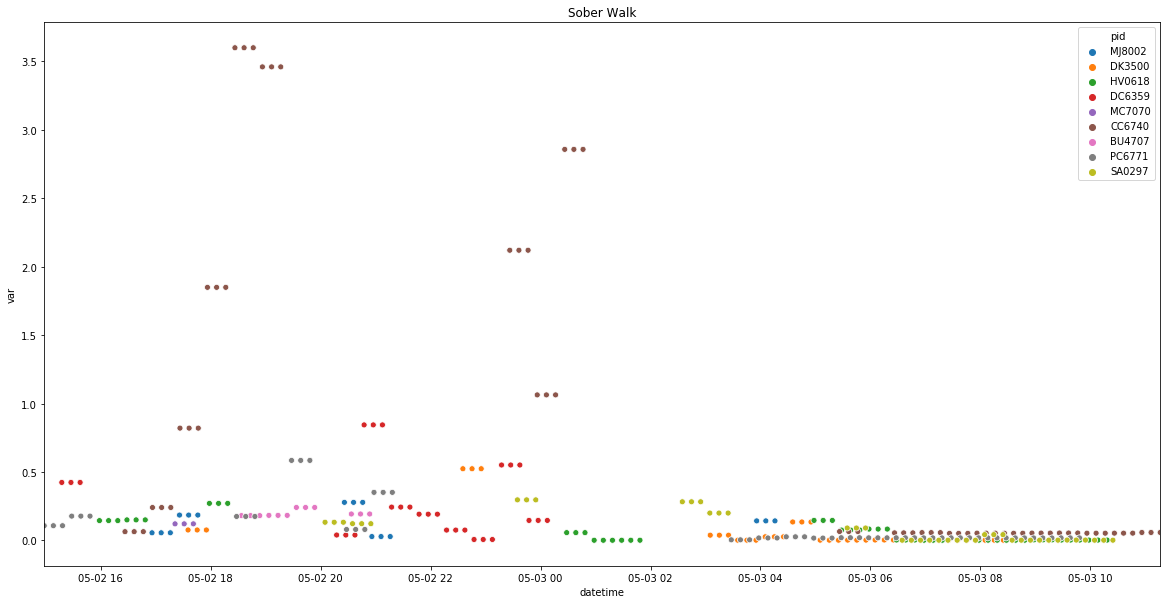 Sober Walk
pid
MJ8002
DK3500
HV0618
DC6359
MC7070
CC6740
BU4707
PC6771
SA0297
var
3.5
3.0
2.5
2.0
1.5
1.0
0.5
0.0
05-02 16
05-02 18
05-02 20
05-02 22
05-03 00
05-03 02
05-03 04
05-03 06
05-03 08
05-03 10
datetime